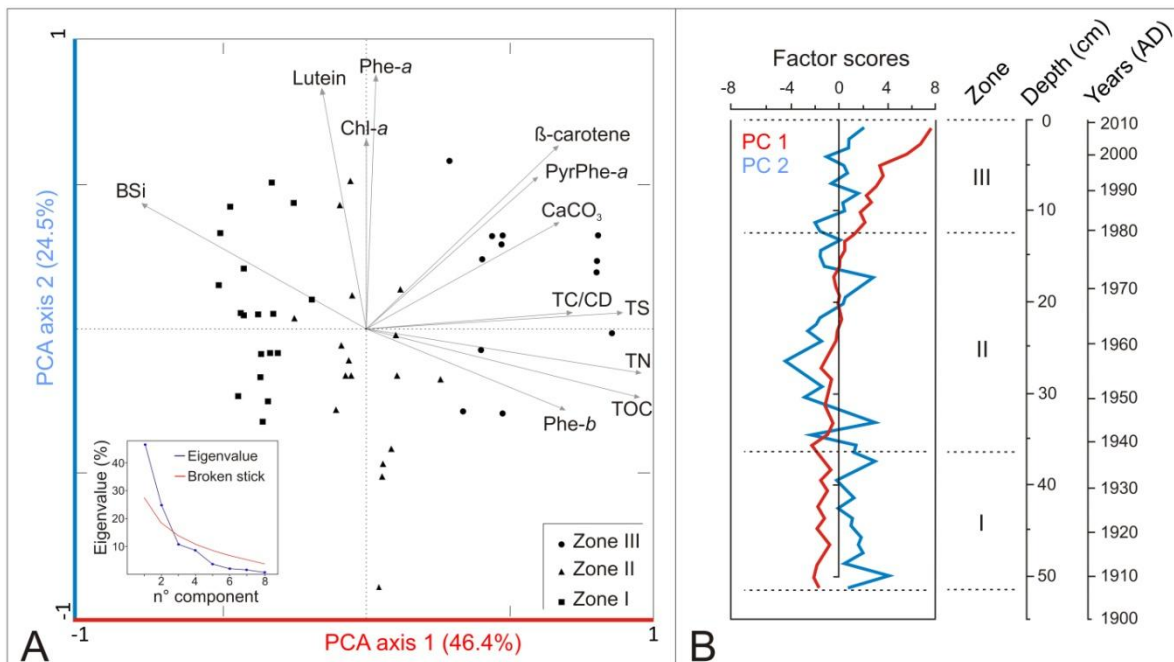 1
Phe-a
Lutein
Chl-a
ß-carotene
PyrPhe-a
BSi
CaCO3
TC/CD
TS
TN
TOC
Phe-b
PCA axis 2 (24.5%)
Eigenvalue (%)
40
30
20
10
Eigenvalue
Broken stick
2
4
6
8
n° component
Zone III
Zone II
Zone I
-1
-1
PCA axis 1 (46.4%)
1
A
Factor scores
-8
-4
0
4
8
Zone
Depth (cm)
Years (AD)
PC 1
PC 2
III
II
I
0
10
20
30
40
50
2010
2000
1990
1980
1970
1960
1950
1940
1930
1920
1910
1900
B